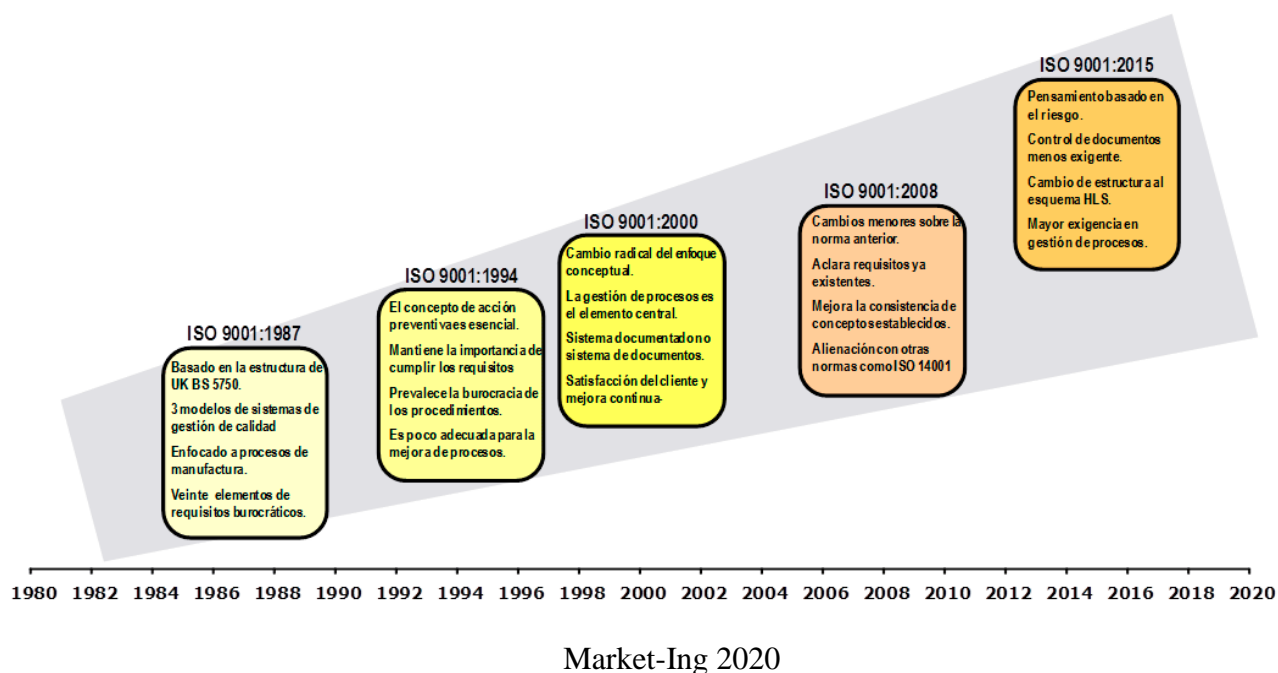 ISO 9001:2015
Pensamiento basado en
el riesgo.
Control de documentos
menos exigente.
Cambio de estructura al
esquema HLS.
Mayor exigencia en
gestión de procesos.
ISO 9001:2008
Cambios menores sobre la
norma anterior.
Aclara requisitos ya
existentes.
Mejora la consistencia de
conceptos establecidos.
Alienación con otras
normas como ISO 14001
ISO 9001:2000
Cambio radical del enfoque
conceptual.
La gestión de procesos es
el elemento central.
Sistema documentado no
sistema de documentos.
Satisfacción del cliente y
mejora continua-
ISO 9001:1994
El concepto de acción
preventiva es esencial.
Mantiene la importancia de
cumplir los requisitos
Prevalece la burocracia de
los procedimientos.
Es poco adecuada para la
mejora de procesos.
ISO 9001:1987
Basado en la estructura de
UK BS 5750.
3 modelos de sistemas de
gestión de calidad
Enfocado a procesos de
manufactura.
Veinte elementos de
requisitos burocráticos.
1980 1982 1984 1986 1988 1990 1992 1994 1996 1998 2000 2002 2004 2006 2008 2010 2012 2014 2016 2018 2020
Market-Ing 2020